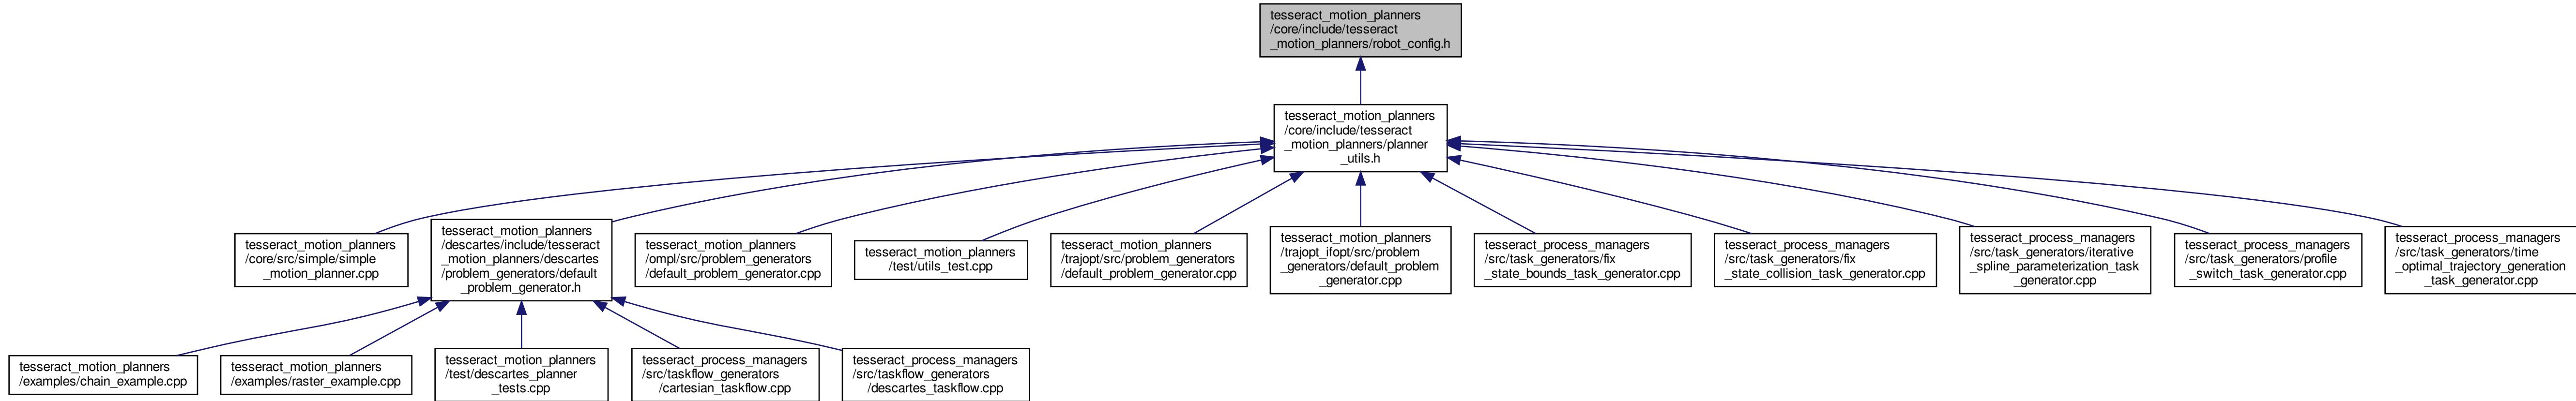 tesseract_motion_planners
/core/include/tesseract
_motion_planners/robot_config.h
tesseract_motion_planners
/core/include/tesseract
_motion_planners/planner
_utils.h
tesseract_motion_planners
/core/src/simple/simple
_motion_planner.cpp
tesseract_motion_planners
/descartes/include/tesseract
_motion_planners/descartes
/problem_generators/default
_problem_generator.h
tesseract_motion_planners
/ompl/src/problem_generators
/default_problem_generator.cpp
tesseract_motion_planners
/test/utils_test.cpp
tesseract_motion_planners
/trajopt/src/problem_generators
/default_problem_generator.cpp
tesseract_motion_planners
/trajopt_ifopt/src/problem
_generators/default_problem
_generator.cpp
tesseract_process_managers
/src/task_generators/fix
_state_bounds_task_generator.cpp
tesseract_process_managers
/src/task_generators/fix
_state_collision_task_generator.cpp
tesseract_process_managers
/src/task_generators/iterative
_spline_parameterization_task
_generator.cpp
tesseract_process_managers
/src/task_generators/profile
_switch_task_generator.cpp
tesseract_process_managers
/src/task_generators/time
_optimal_trajectory_generation
_task_generator.cpp
tesseract_motion_planners
/examples/chain_example.cpp
tesseract_motion_planners
/examples/raster_example.cpp
tesseract_motion_planners
/test/descartes_planner
_tests.cpp
tesseract_process_managers
/src/taskflow_generators
/cartesian_taskflow.cpp
tesseract_process_managers
/src/taskflow_generators
/descartes_taskflow.cpp